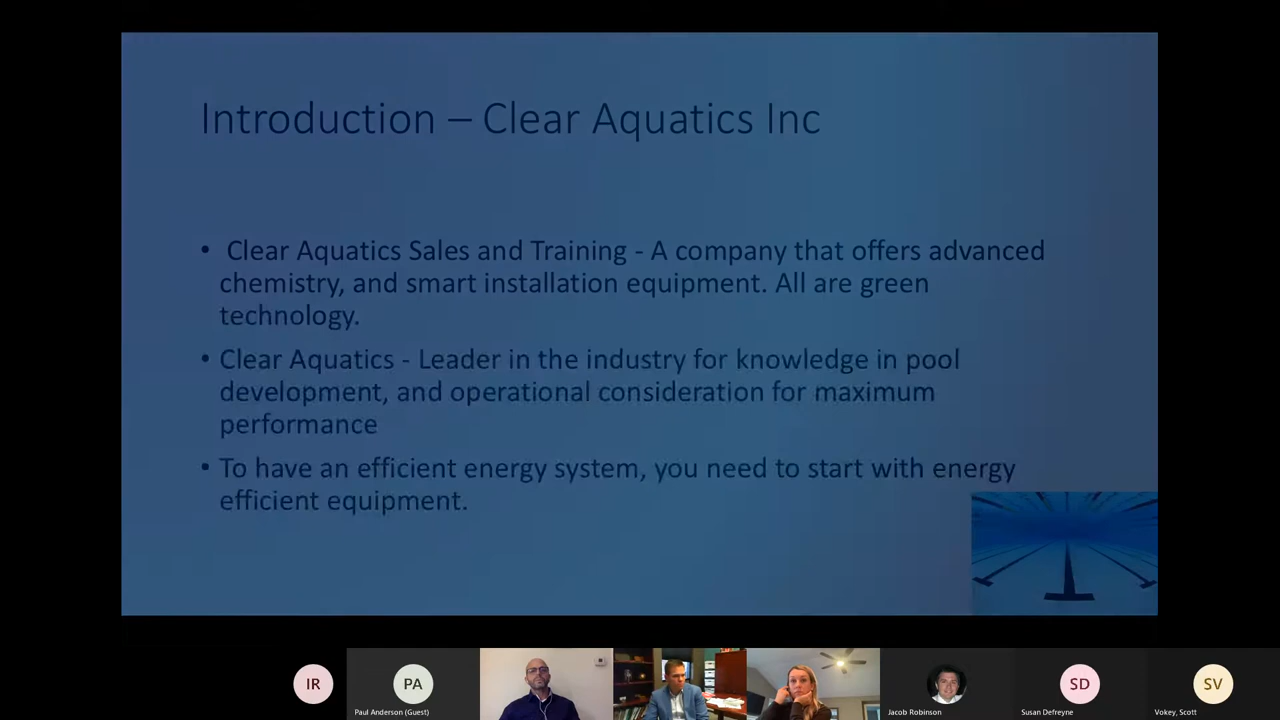 Introduction – Clear Aquatics Inc
• Clear Aquatics Sales and Training - A company that offers advanced
chemistry, and smart installation equipment. All are green
technology.
• Clear Aquatics - Leader in the industry for knowledge in pool
development, and operational consideration for maximum
performance
• To have an efficient energy system, you need to start with energy
efficient equipment.
IR
PA
SD
SV
Paul Anderson (Guest)
Jacob Robinson
Susan Defreyne
Vokey, Scott